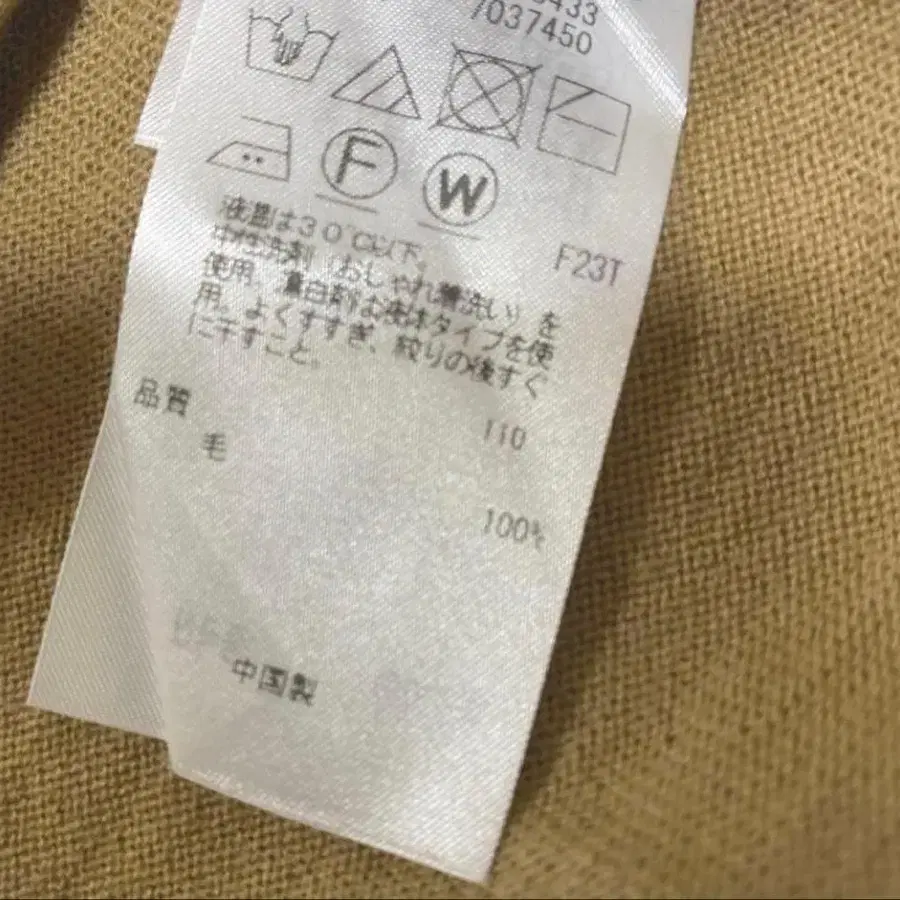 433
7037450
F
W
F23T
液温は30℃以下。
中性洗剤（おしゃれ着洗い）を
使用。漂白剤は液体タイプを使
用。よくすすぎ、絞りの後すぐ
に干すこと。
品質
110
毛
100%
中国製